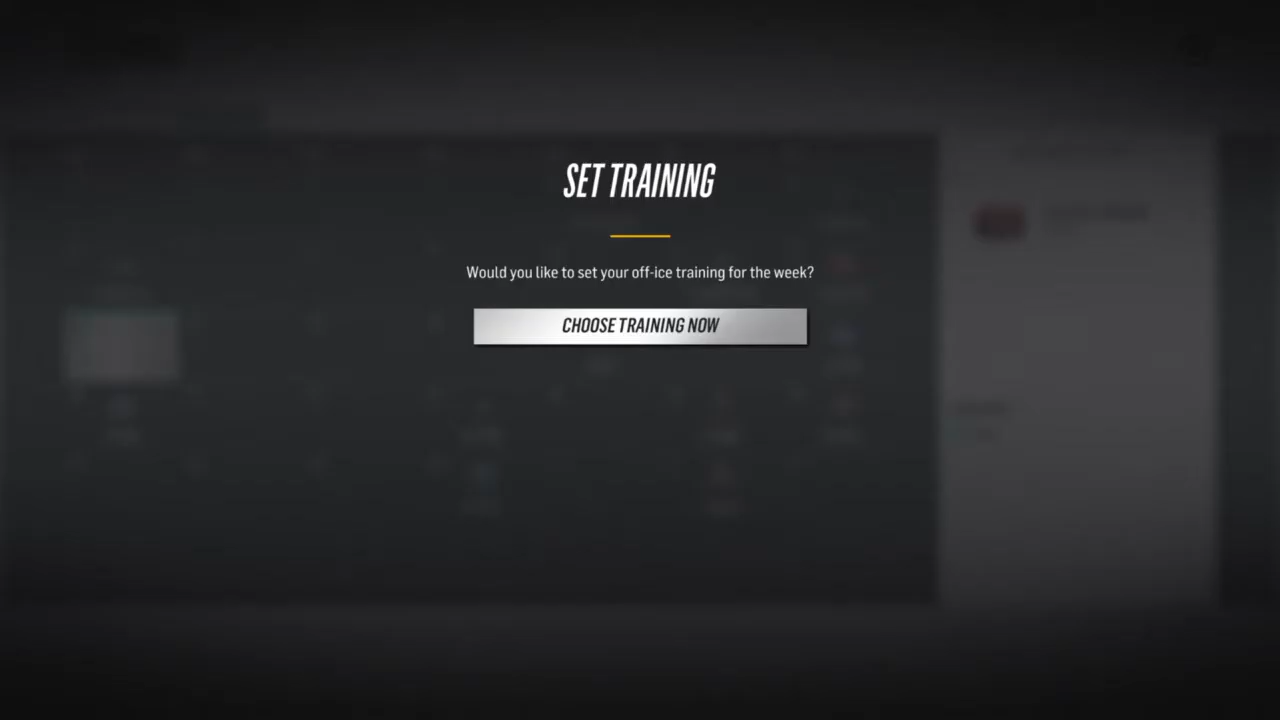 SET TRAINING
Would you like to set your off-ice training for the week?
CHOOSE TRAINING NOW